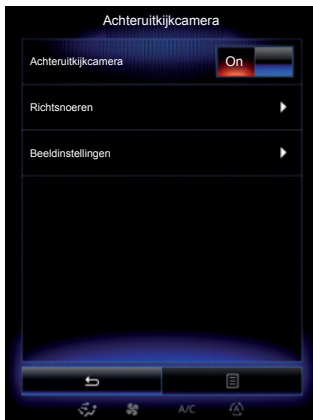 Achteruitkijkcamera
Achteruitkijkcamera On
Richtsnoeren
Beeldinstellingen
A/C